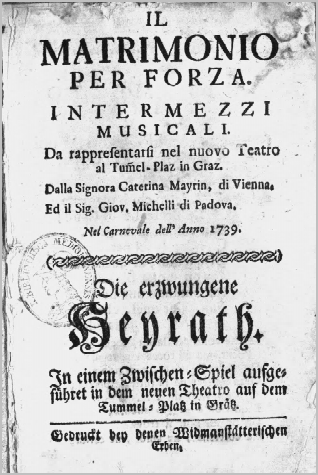 IL
MATRIMONIO
PER FORZA.
INTERMEZZI
MUSICALI.
Da rappresentarsi nel nuovo Teatro
al Tum̃el-Plaz in Graz.
Dalla Signora Caterina Mayrin, di Vienna.
Ed il Sig. Giov. Michelli di Padova.
Nel Carnevale dell' Anno 1739.
Die erzwungene
Heyrath.
In einem Zwischen-Spiel aufge-
führet in dem neuen Theatro auf dem
Tummel-Platz in Grätz.
Gedruckt bey denen Widmanstätterischen
Erben.